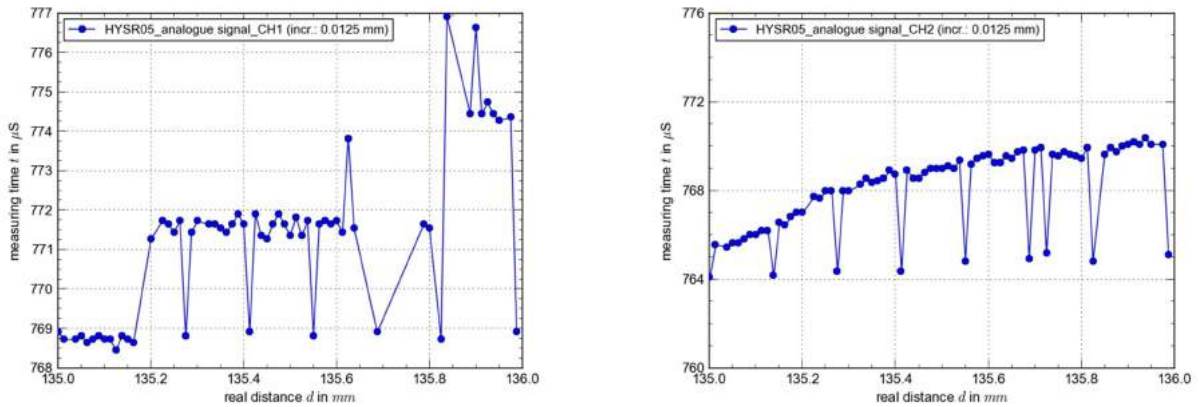 777
776
775
774
773
772
771
770
769
768
measuring time t in μS
HYSR05_analogue signal_CH1 (incr.: 0.0125 mm)
135.0 135.2 135.4 135.6 135.8 136.0
real distance d in mm
776
772
768
764
760
measuring time t in μS
HYSR05_analogue signal_CH2 (incr.: 0.0125 mm)
135.0 135.2 135.4 135.6 135.8 136.0
real distance d in mm